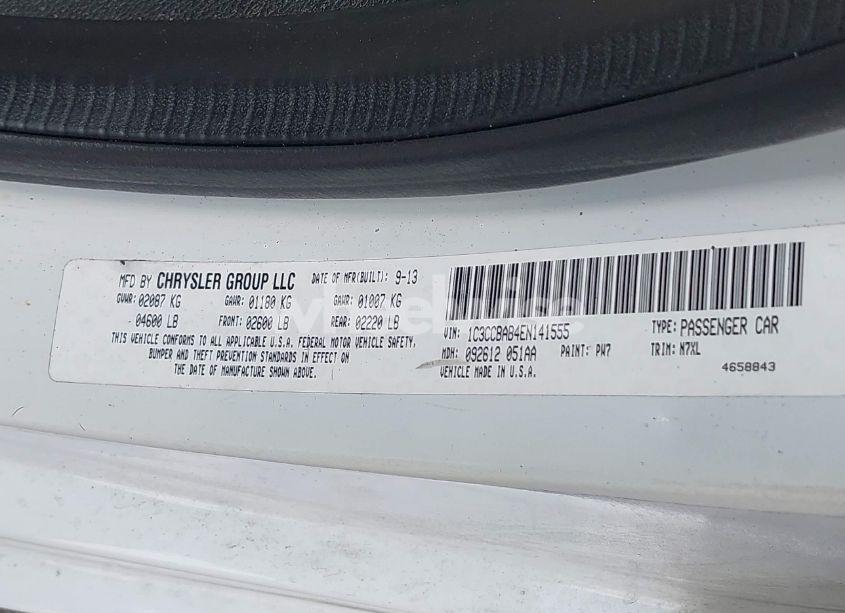 MFD BY CHRYSLER GROUP LLC DATE OF MFR(BUILT): 9-13
GVWR: 02087 KG GAWR: 01180 KG GAWR: 01007 KG
04600 LB FRONT: 02600 LB REAR: 02220 LB
THIS VEHICLE CONFORMS TO ALL APPLICABLE U.S.A. FEDERAL MOTOR VEHICLE SAFETY,
BUMPER AND THEFT PREVENTION STANDARDS IN EFFECT ON
THE DATE OF MANUFACTURE SHOWN ABOVE.
VIN: 1C3CCBAB4EN141555 TYPE: PASSENGER CAR
MDH: 092612 051AA PAINT: PW7 TRIM: N7XL
VEHICLE MADE IN U.S.A. 4658843